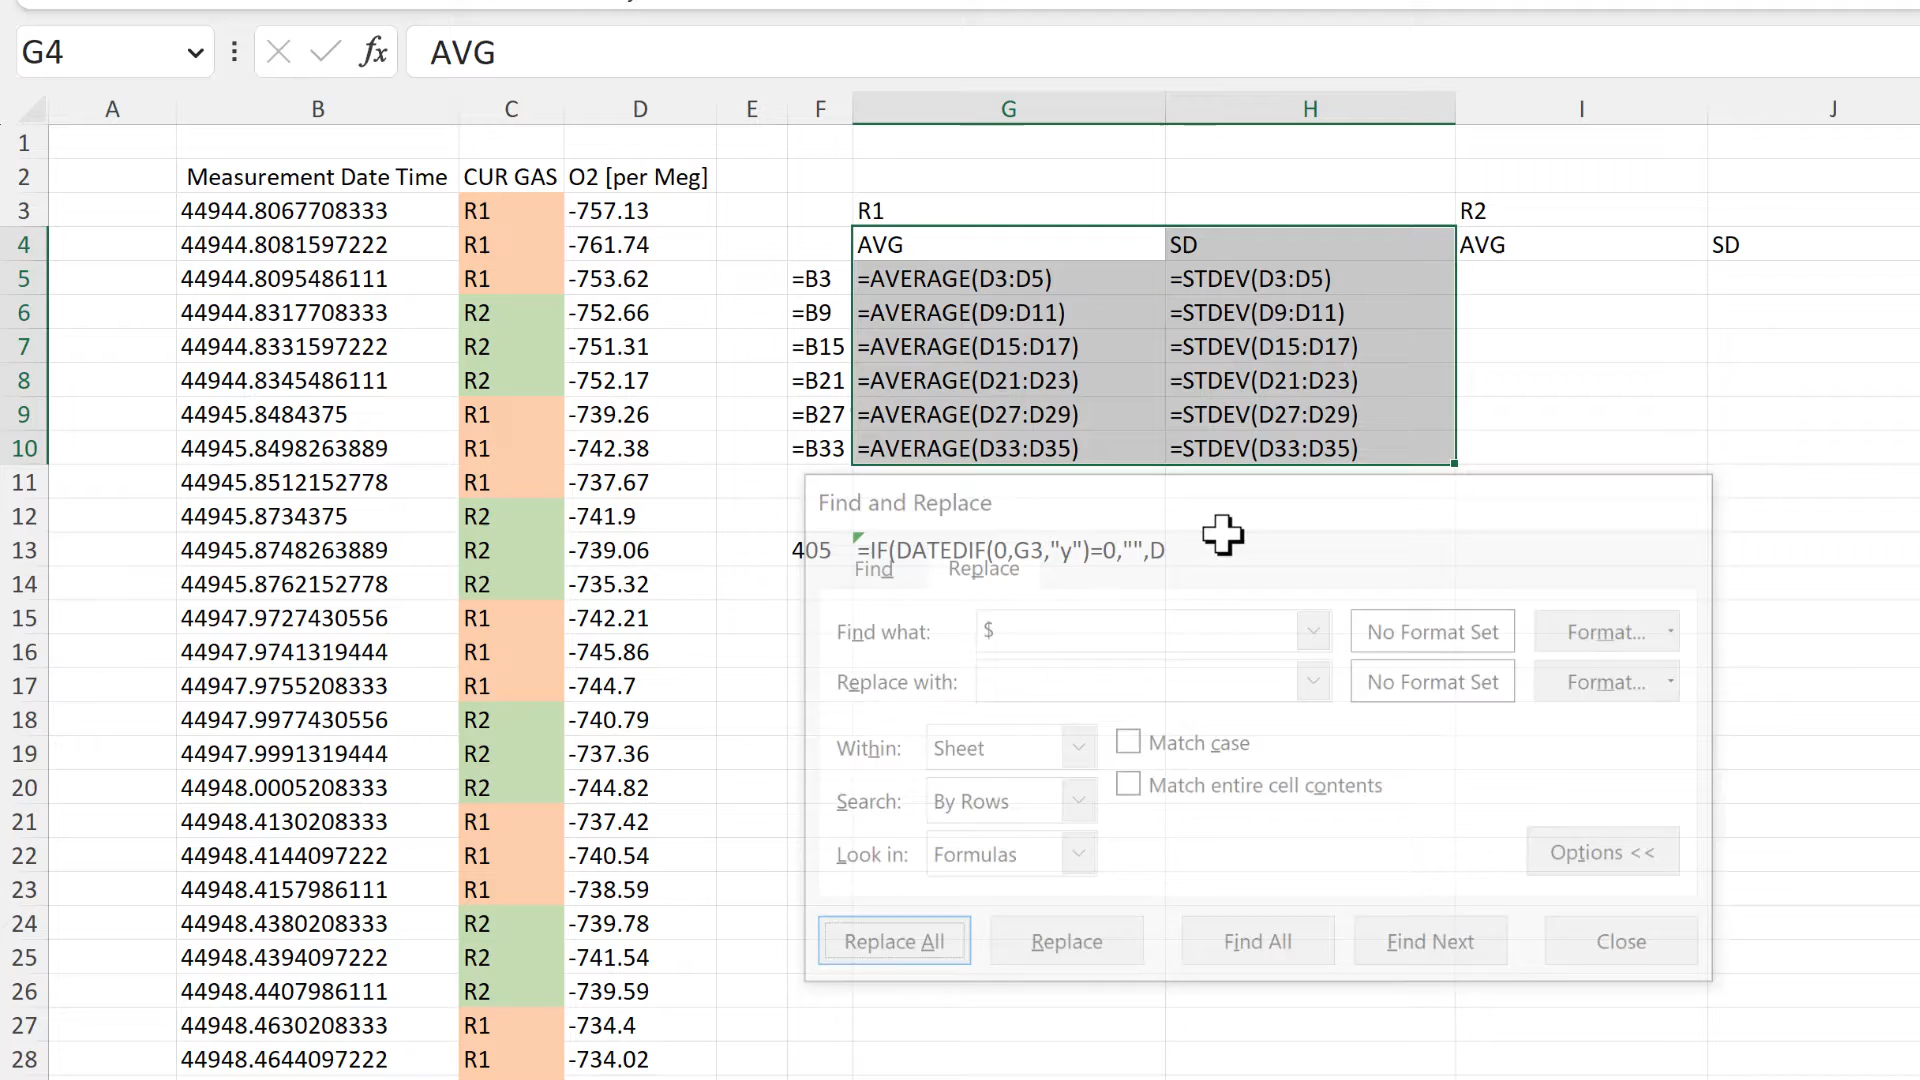 G4 fx AVG
A B C D E F G H I J
1
2 Measurement Date Time CUR GAS O2 [per Meg]
3 44944.8067708333 R1 -757.13 R1 R2
4 44944.8081597222 R1 -761.74 AVG SD AVG SD
5 44944.8095486111 R1 -753.62 =B3 =AVERAGE(D3:D5) =STDEV(D3:D5)
6 44944.8317708333 R2 -752.66 =B9 =AVERAGE(D9:D11) =STDEV(D9:D11)
7 44944.8331597222 R2 -751.31 =B15 =AVERAGE(D15:D17) =STDEV(D15:D17)
8 44944.8345486111 R2 -752.17 =B21 =AVERAGE(D21:D23) =STDEV(D21:D23)
9 44945.8484375 R1 -739.26 =B27 =AVERAGE(D27:D29) =STDEV(D27:D29)
10 44945.8498263889 R1 -742.38 =B33 =AVERAGE(D33:D35) =STDEV(D33:D35)
11 44945.8512152778 R1 -737.67
12 44945.8734375 R2 -741.9
13 44945.8748263889 R2 -739.06 405 =IF(DATEDIF(0,G3,"y")=0,"",D
14 44945.8762152778 R2 -735.32
15 44947.9727430556 R1 -742.21
16 44947.9741319444 R1 -745.86
17 44947.9755208333 R1 -744.7
18 44947.9977430556 R2 -740.79
19 44947.9991319444 R2 -737.36
20 44948.0005208333 R2 -744.82
21 44948.4130208333 R1 -737.42
22 44948.4144097222 R1 -740.54
23 44948.4157986111 R1 -738.59
24 44948.4380208333 R2 -739.78
25 44948.4394097222 R2 -741.54
26 44948.4407986111 R2 -739.59
27 44948.4630208333 R1 -734.4
28 44948.4644097222 R1 -734.02
Find and Replace
Find Replace
Find what: $ No Format Set Format...
Replace with: No Format Set Format...
Within: Sheet Match case
Search: By Rows Match entire cell contents
Look in: Formulas Options <<
Replace All Replace Find All Find Next Close